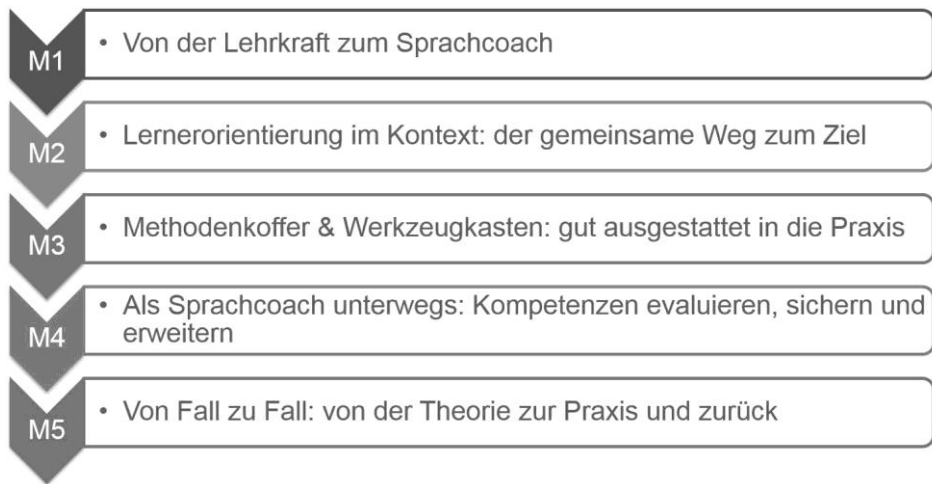 M1
• Von der Lehrkraft zum Sprachcoach
M2
• Lernerorientierung im Kontext: der gemeinsame Weg zum Ziel
M3
• Methodenkoffer & Werkzeugkasten: gut ausgestattet in die Praxis
M4
• Als Sprachcoach unterwegs: Kompetenzen evaluieren, sichern und
erweitern
M5
• Von Fall zu Fall: von der Theorie zur Praxis und zurück